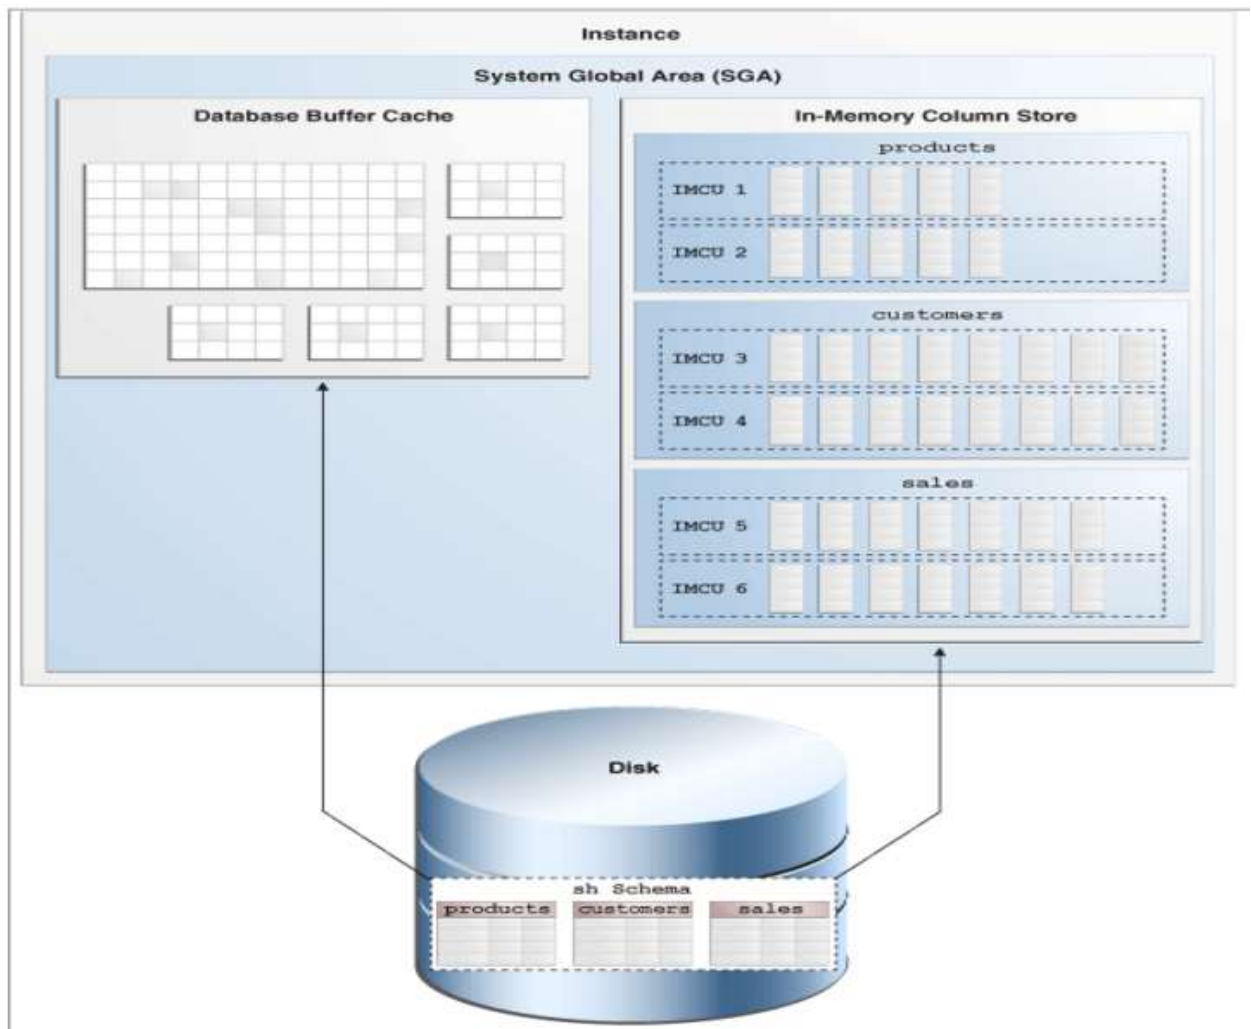 Instance
System Global Area (SGA)
Database Buffer Cache
In-Memory Column Store
products
IMCU 1
IMCU 2
customers
IMCU 3
IMCU 4
sales
IMCU 5
IMCU 6
Disk
sh Schema
products customers sales